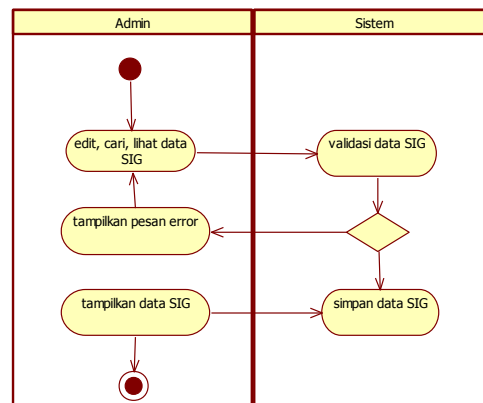 Admin
Sistem
edit, cari, lihat data
SIG
validasi data SIG
tampilkan pesan error
tampilkan data SIG
simpan data SIG